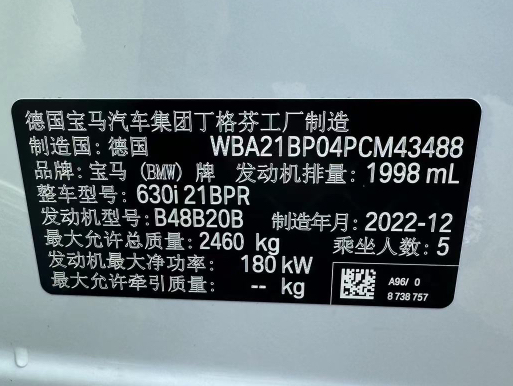 德国宝马汽车集团丁格芬工厂制造
制造国: 德国 WBA21BP04PCM43488
品牌: 宝马 (BMW) 牌 发动机排量: 1998 mL
整车型号: 630i 21BPR
发动机型号: B48B20B 制造年月: 2022-12
最大允许总质量: 2460 kg 乘坐人数: 5
发动机最大净功率: 180 kW
最大允许牵引质量: -- kg
A96/ 0
8 738 757